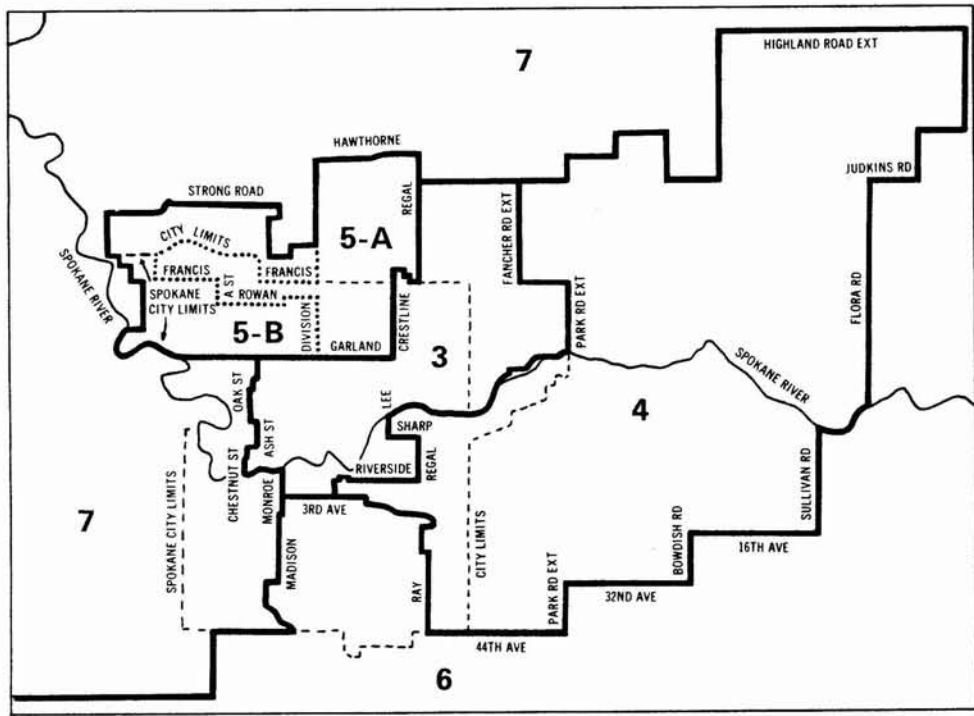 HIGHLAND ROAD EXT
7
HAWTHORNE
JUDKINS RD
STRONG ROAD
REGAL
5-A
CITY LIMITS
FANCHER RD EXT
SPOKANE RIVER
FRANCIS
FRANCIS
A ST
ROWAN
SPOKANE
CITY LIMITS
5-B
DIVISION
GARLAND
CRESTLINE
PARK RD EXT
FLORA RD
3
SPOKANE RIVER
OAK ST
LEE
4
ASH ST
SHARP
CHESTNUT ST
RIVERSIDE
REGAL
SPOKANE CITY LIMITS
MONROE
3RD AVE
SULLIVAN RD
7
CITY LIMITS
BOWDISH RD
16TH AVE
MADISON
RAY
PARK RD EXT
32ND AVE
44TH AVE
6